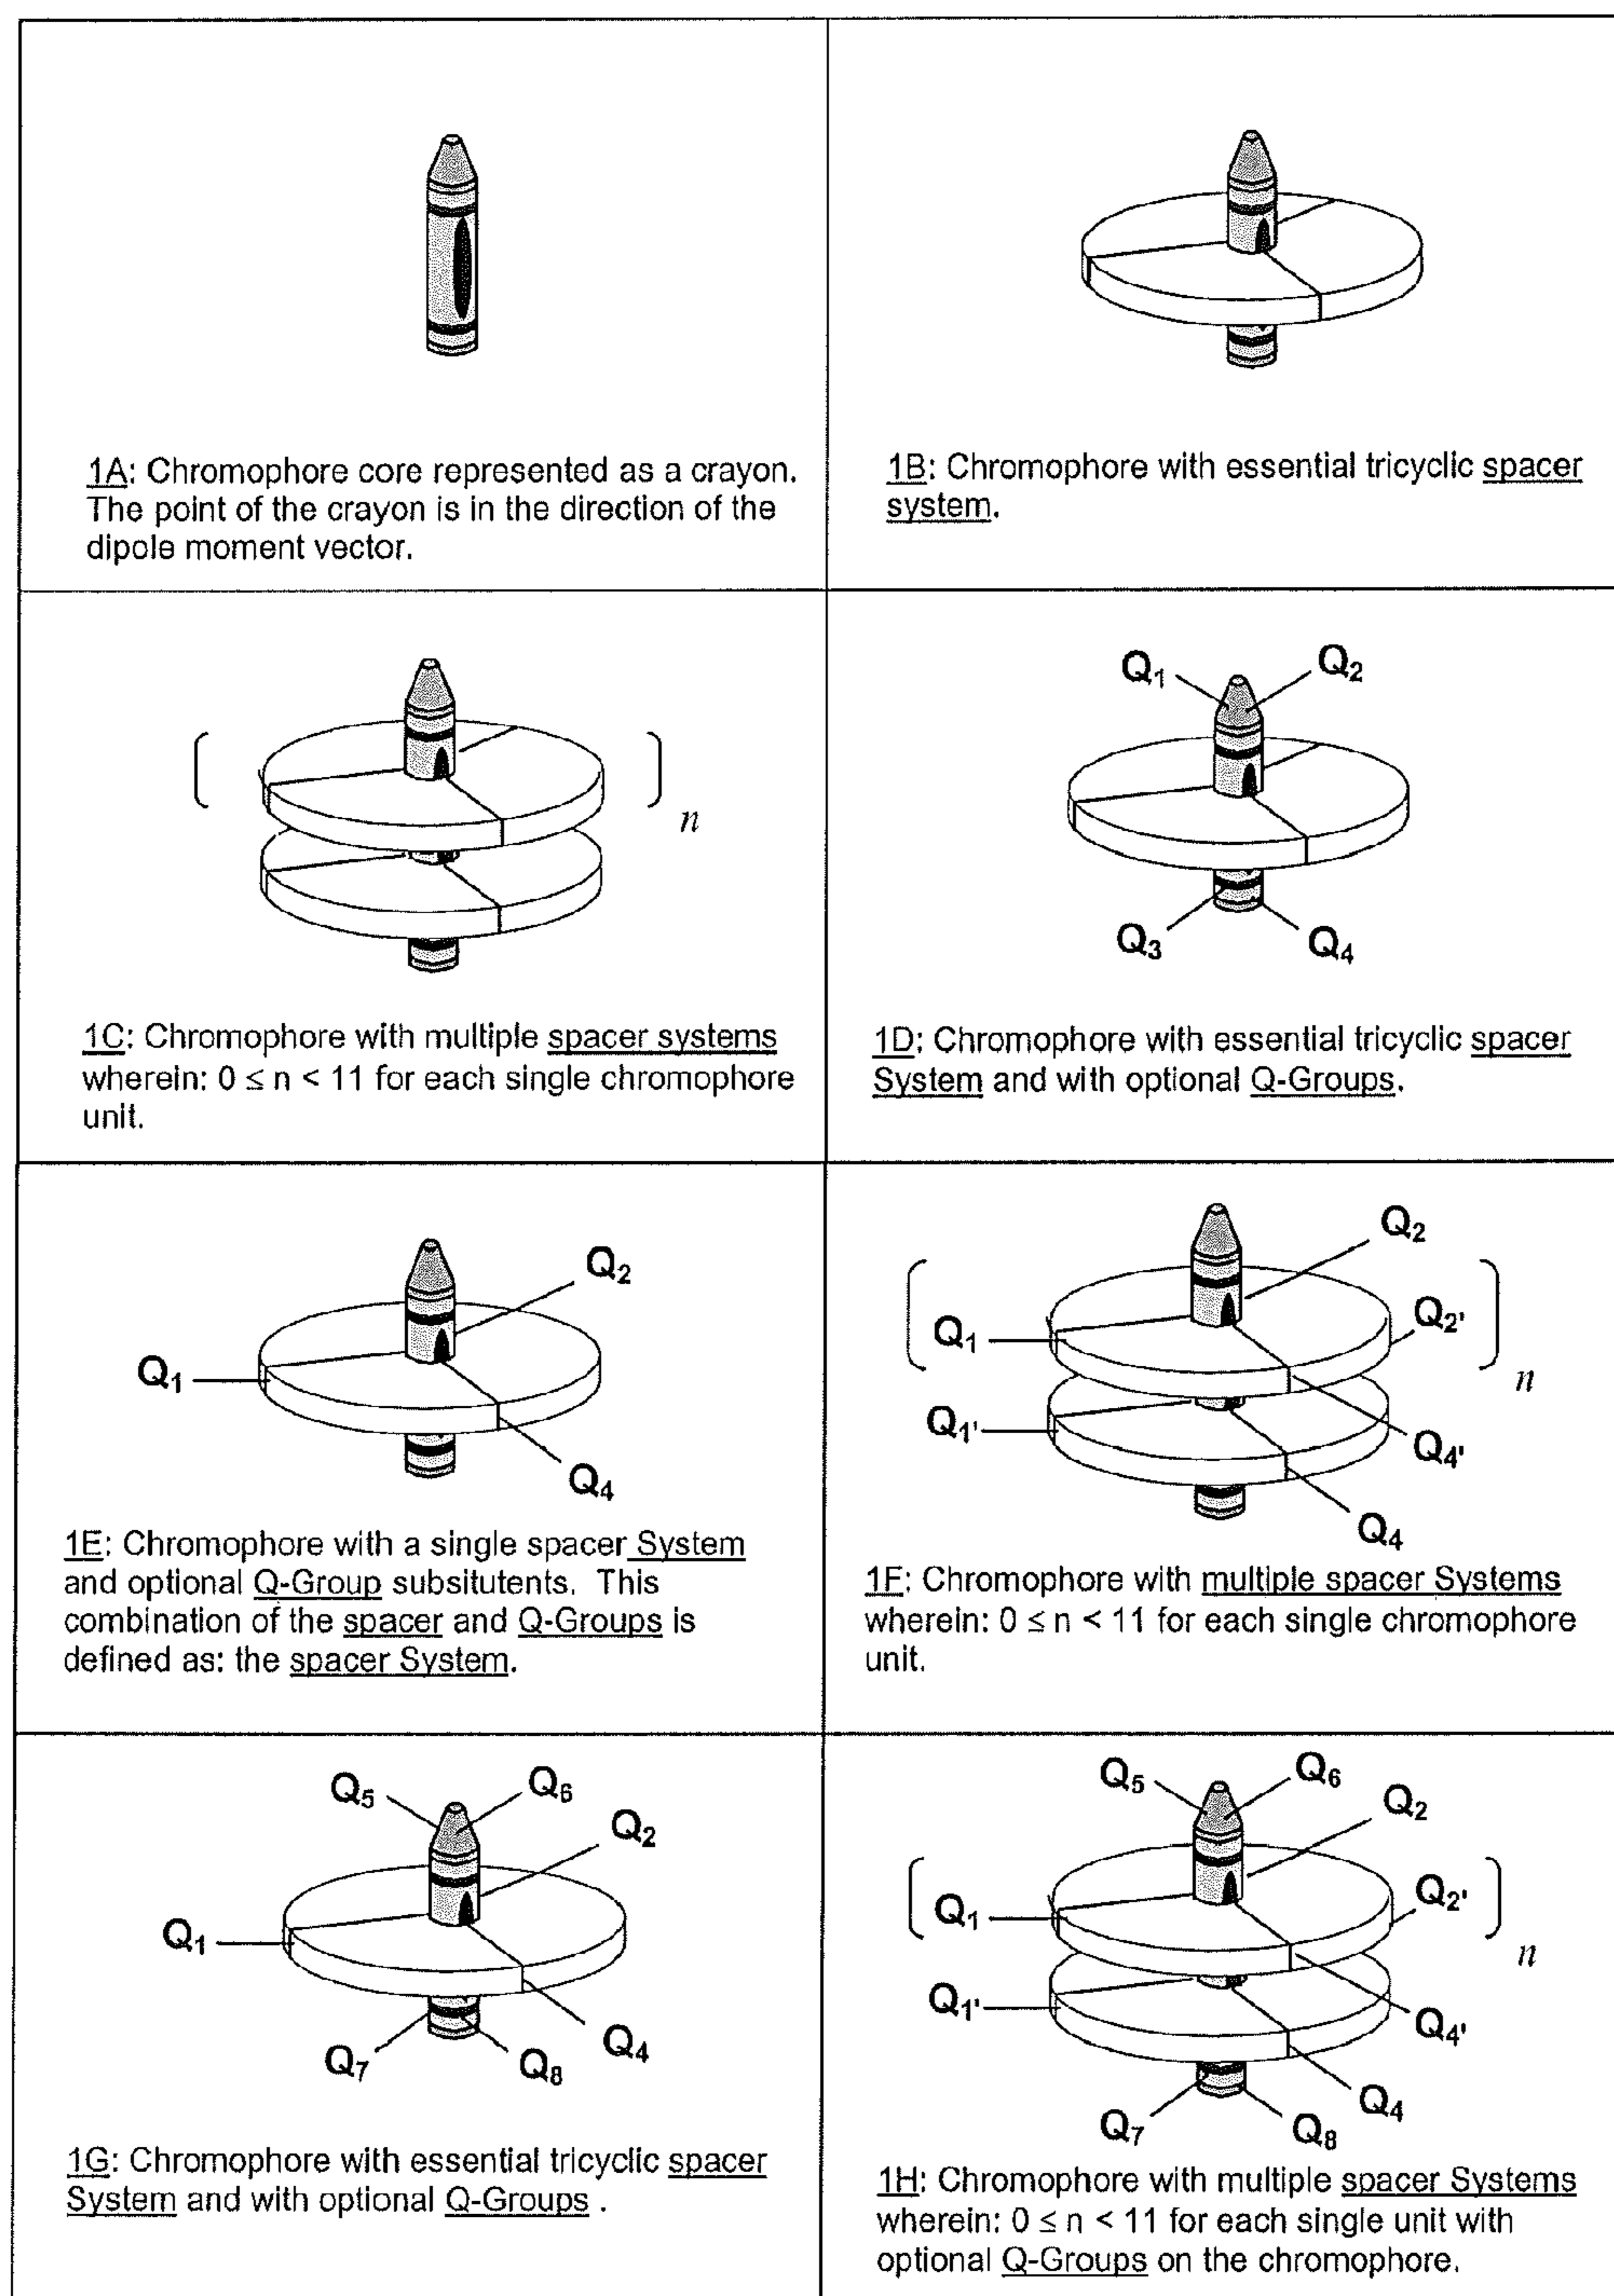 1A: Chromophore core represented as a crayon.
The point of the crayon is in the direction of the
dipole moment vector.
1B: Chromophore with essential tricyclic spacer
system.
n
1C: Chromophore with multiple spacer systems
wherein: 0 ≤ n < 11 for each single chromophore
unit.
Q1 Q2
Q3 Q4
1D: Chromophore with essential tricyclic spacer
System and with optional Q-Groups.
Q2
Q1
Q4
1E: Chromophore with a single spacer System
and optional Q-Group subsitutents. This
combination of the spacer and Q-Groups is
defined as: the spacer System.
Q2
Q1 Q2'
n
Q1' Q4'
Q4
1F: Chromophore with multiple spacer Systems
wherein: 0 ≤ n < 11 for each single chromophore
unit.
Q5 Q6
Q2
Q1
Q7 Q8 Q4
1G: Chromophore with essential tricyclic spacer
System and with optional Q-Groups .
Q5 Q6
Q2
Q1 Q2'
n
Q1' Q4'
Q4
Q7 Q8
1H: Chromophore with multiple spacer Systems
wherein: 0 ≤ n < 11 for each single unit with
optional Q-Groups on the chromophore.